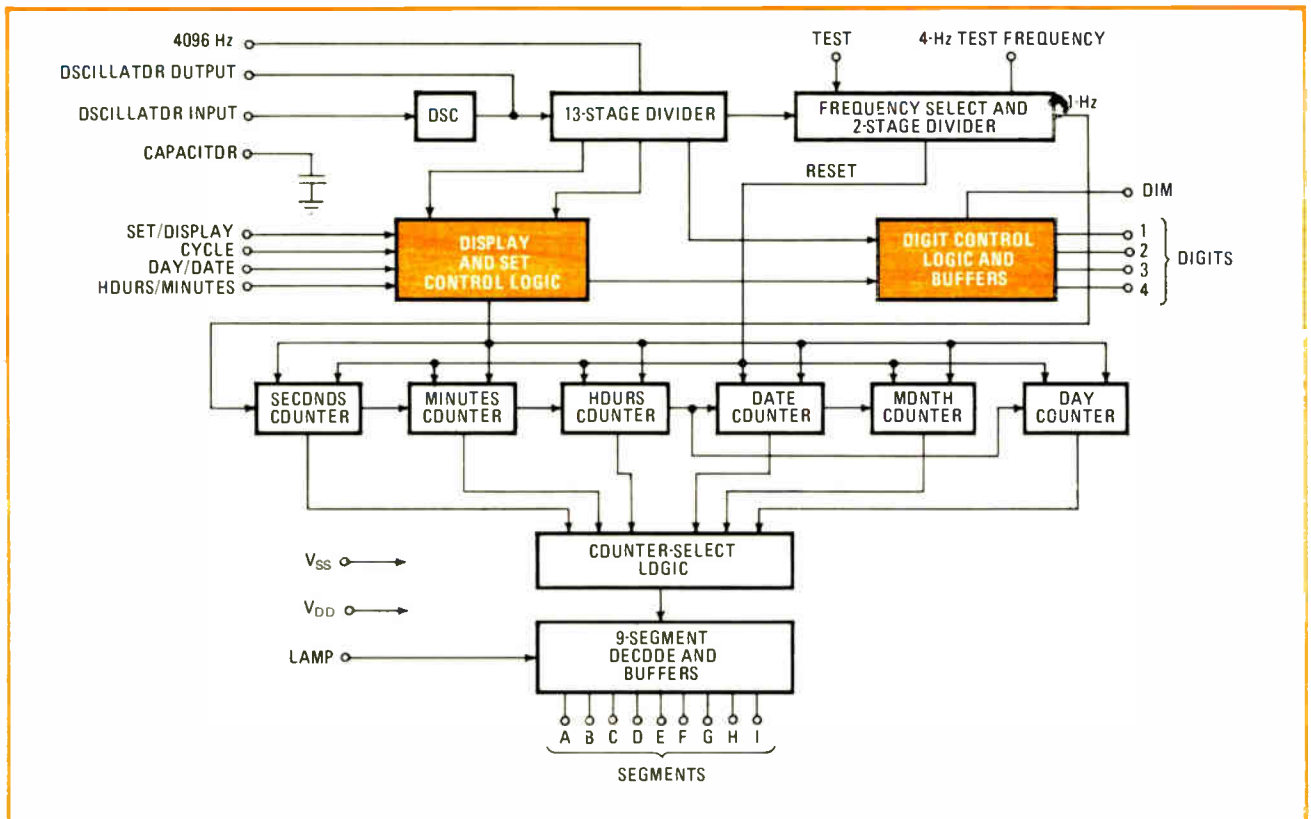 4096 Hz
OSCILLATOR OUTPUT
OSCILLATOR INPUT
CAPACITOR
OSC
13-STAGE DIVIDER
TEST
4-Hz TEST FREQUENCY
FREQUENCY SELECT AND
2-STAGE DIVIDER
1-Hz
RESET
SET/DISPLAY
CYCLE
DAY/DATE
HOURS/MINUTES
DISPLAY
AND SET
CONTROL LOGIC
DIGIT CONTROL
LOGIC AND
BUFFERS
DIM
1
2
3
4
DIGITS
SECONDS
COUNTER
MINUTES
COUNTER
HOURS
COUNTER
DATE
COUNTER
MONTH
COUNTER
DAY
COUNTER
COUNTER-SELECT
LOGIC
VSS
VDD
LAMP
9-SEGMENT
DECODE AND
BUFFERS
A B C D E F G H I
SEGMENTS